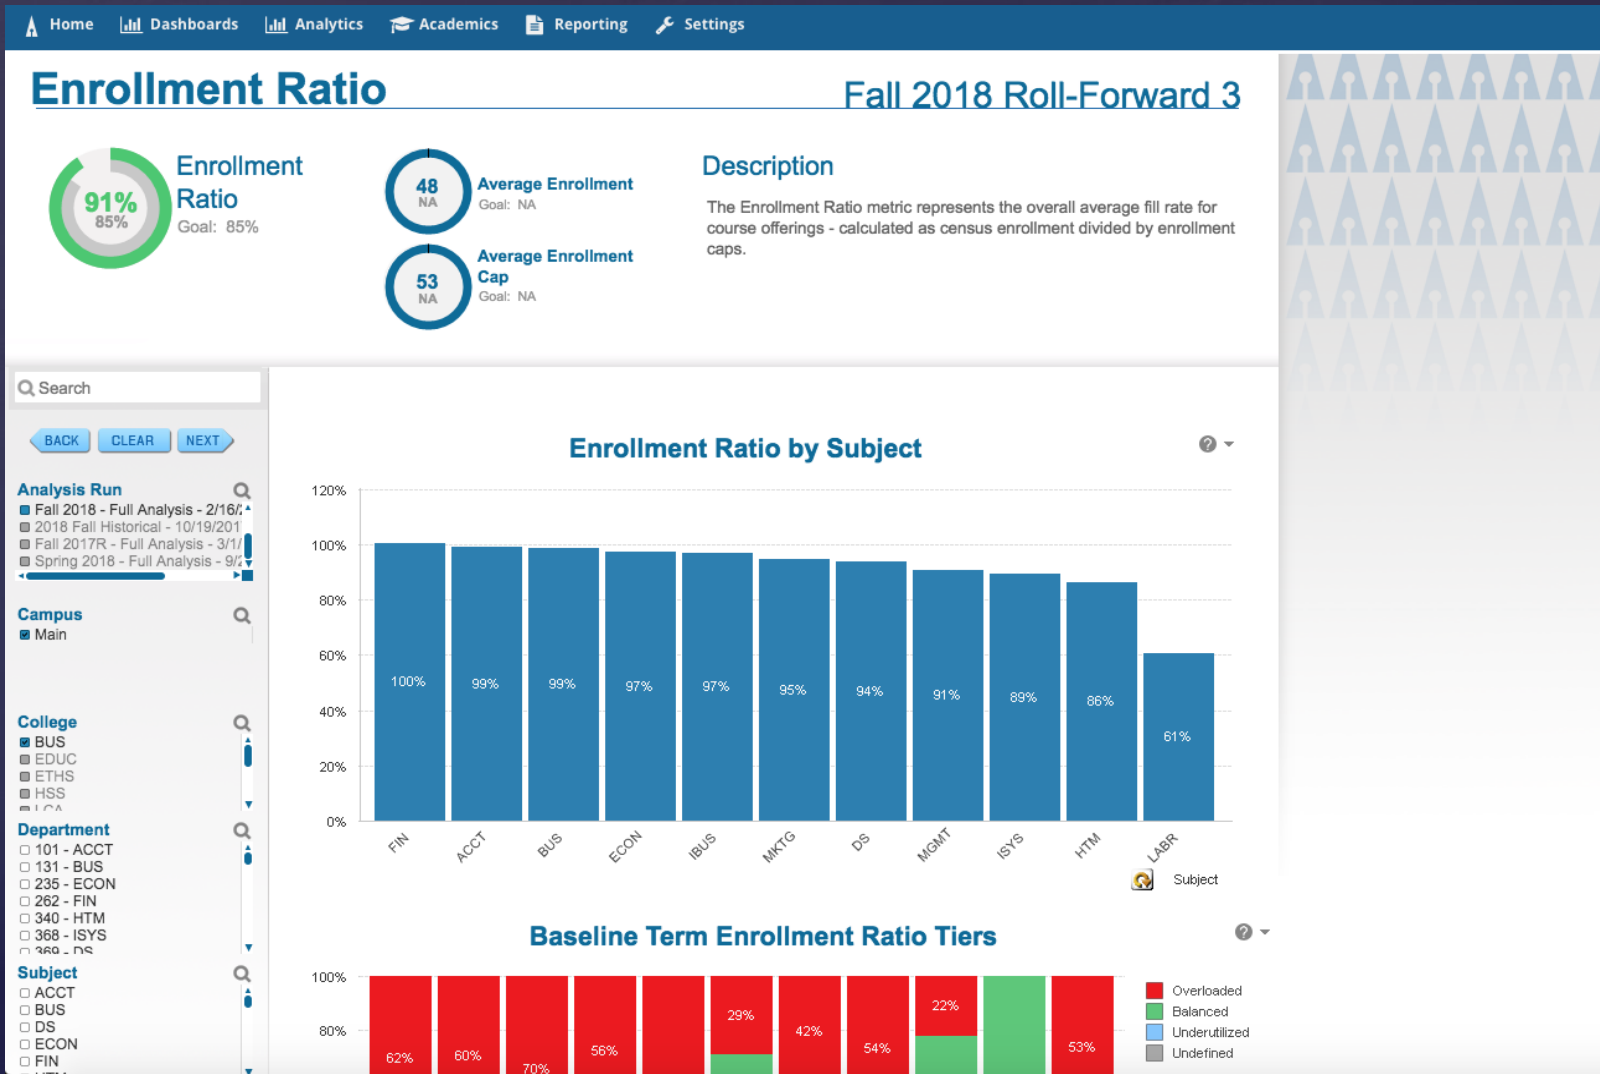 Home Dashboards Analytics Academics Reporting Settings
Enrollment Ratio
Fall 2018 Roll-Forward 3
91%
85%
Enrollment
Ratio
Goal: 85%
48
NA
Average Enrollment
Goal: NA
53
NA
Average Enrollment
Cap
Goal: NA
Description
The Enrollment Ratio metric represents the overall average fill rate for
course offerings - calculated as census enrollment divided by enrollment
caps.
Search
BACK CLEAR NEXT
Analysis Run
Fall 2018 - Full Analysis - 2/16/
2018 Fall Historical - 10/19/201
Fall 2017R - Full Analysis - 3/1/
Spring 2018 - Full Analysis - 9/2
Campus
Main
College
BUS
EDUC
ETHS
HSS
LCA
Department
101 - ACCT
131 - BUS
235 - ECON
262 - FIN
340 - HTM
368 - ISYS
369 - DS
Subject
ACCT
BUS
DS
ECON
FIN
Enrollment Ratio by Subject
120%
100%
80%
60%
40%
20%
0%
100% 99% 99% 97% 97% 95% 94% 91% 89% 86% 61%
FIN ACCT BUS ECON IBUS MKTG DS MGMT ISYS HTM LABR
Subject
Baseline Term Enrollment Ratio Tiers
100%
80%
62% 60% 70% 56% 29% 42% 54% 22% 53%
Overloaded
Balanced
Underutilized
Undefined